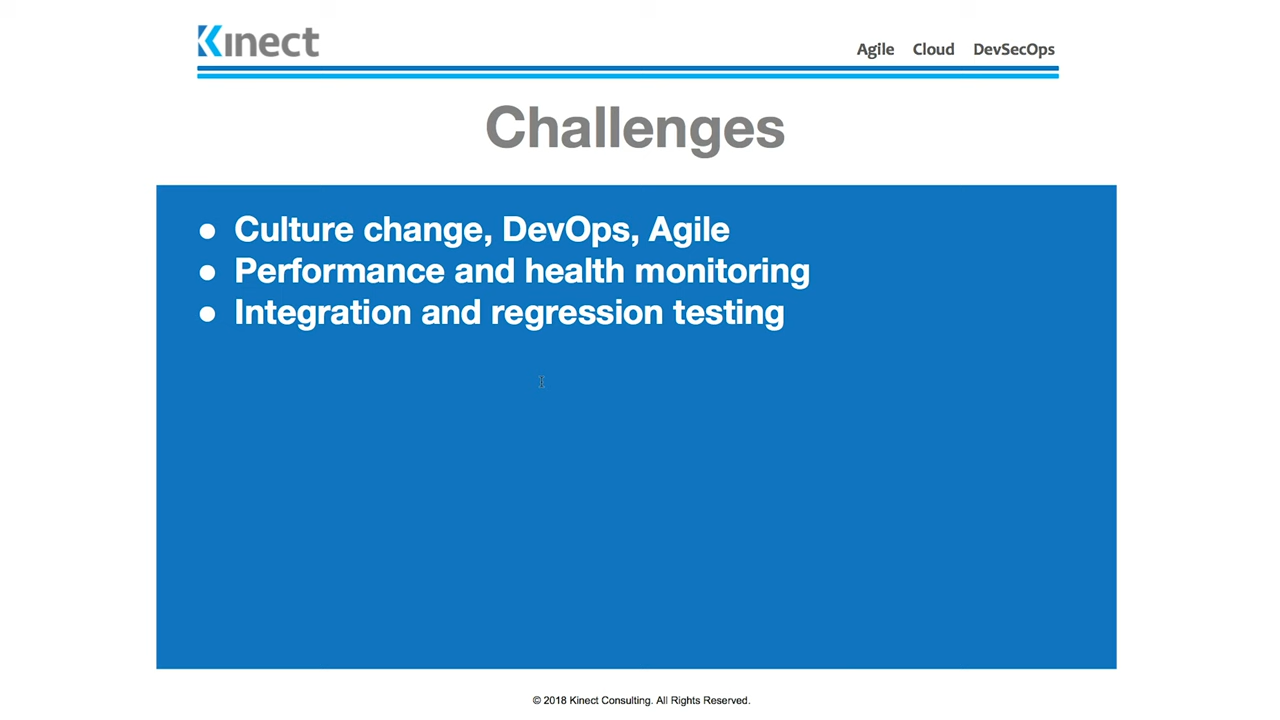 Kinect
Agile Cloud DevSecOps
Challenges
● Culture change, DevOps, Agile
● Performance and health monitoring
● Integration and regression testing
© 2018 Kinect Consulting. All Rights Reserved.